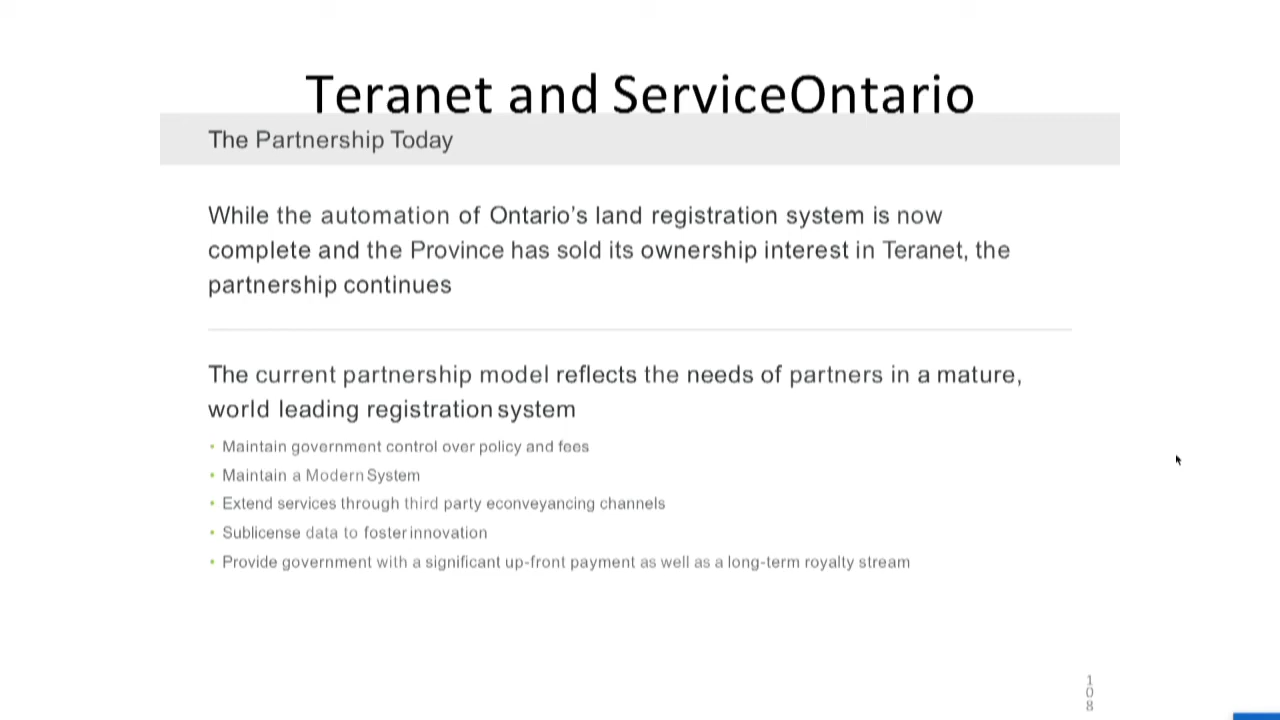 Teranet and ServiceOntario
The Partnership Today
While the automation of Ontario's land registration system is now
complete and the Province has sold its ownership interest in Teranet, the
partnership continues
The current partnership model reflects the needs of partners in a mature,
world leading registration system
• Maintain government control over policy and fees
• Maintain a Modern System
• Extend services through third party econveyancing channels
• Sublicense data to foster innovation
• Provide government with a significant up-front payment as well as a long-term royalty stream
1
0
8